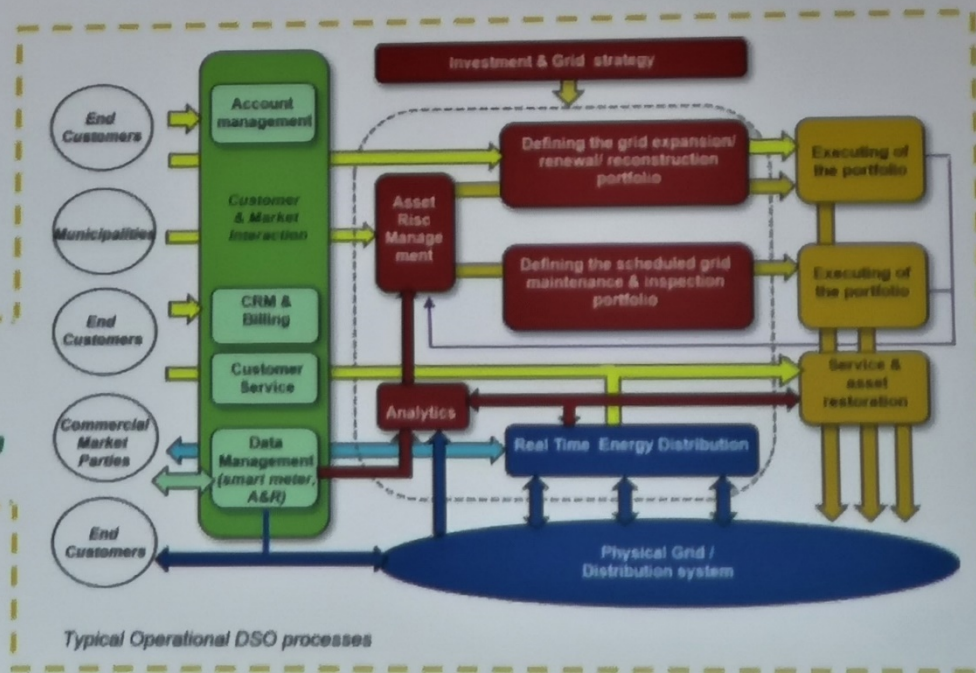 Investment & Grid strategy
End
Customers
Account
management
Defining the grid expansion/
renewal/ reconstruction
portfolio
Executing of
the portfolio
Municipalities
Customer
& Market
Interaction
Asset
Risc
Manage
ment
Defining the scheduled grid
maintenance & inspection
portfolio
Executing of
the portfolio
End
Customers
CRM &
Billing
Customer
Service
Service &
asset
restoration
Commercial
Market
Parties
Analytics
Data
Management
(smart meter,
A&R)
Real Time Energy Distribution
End
Customers
Physical Grid /
Distribution system
Typical Operational DSO processes